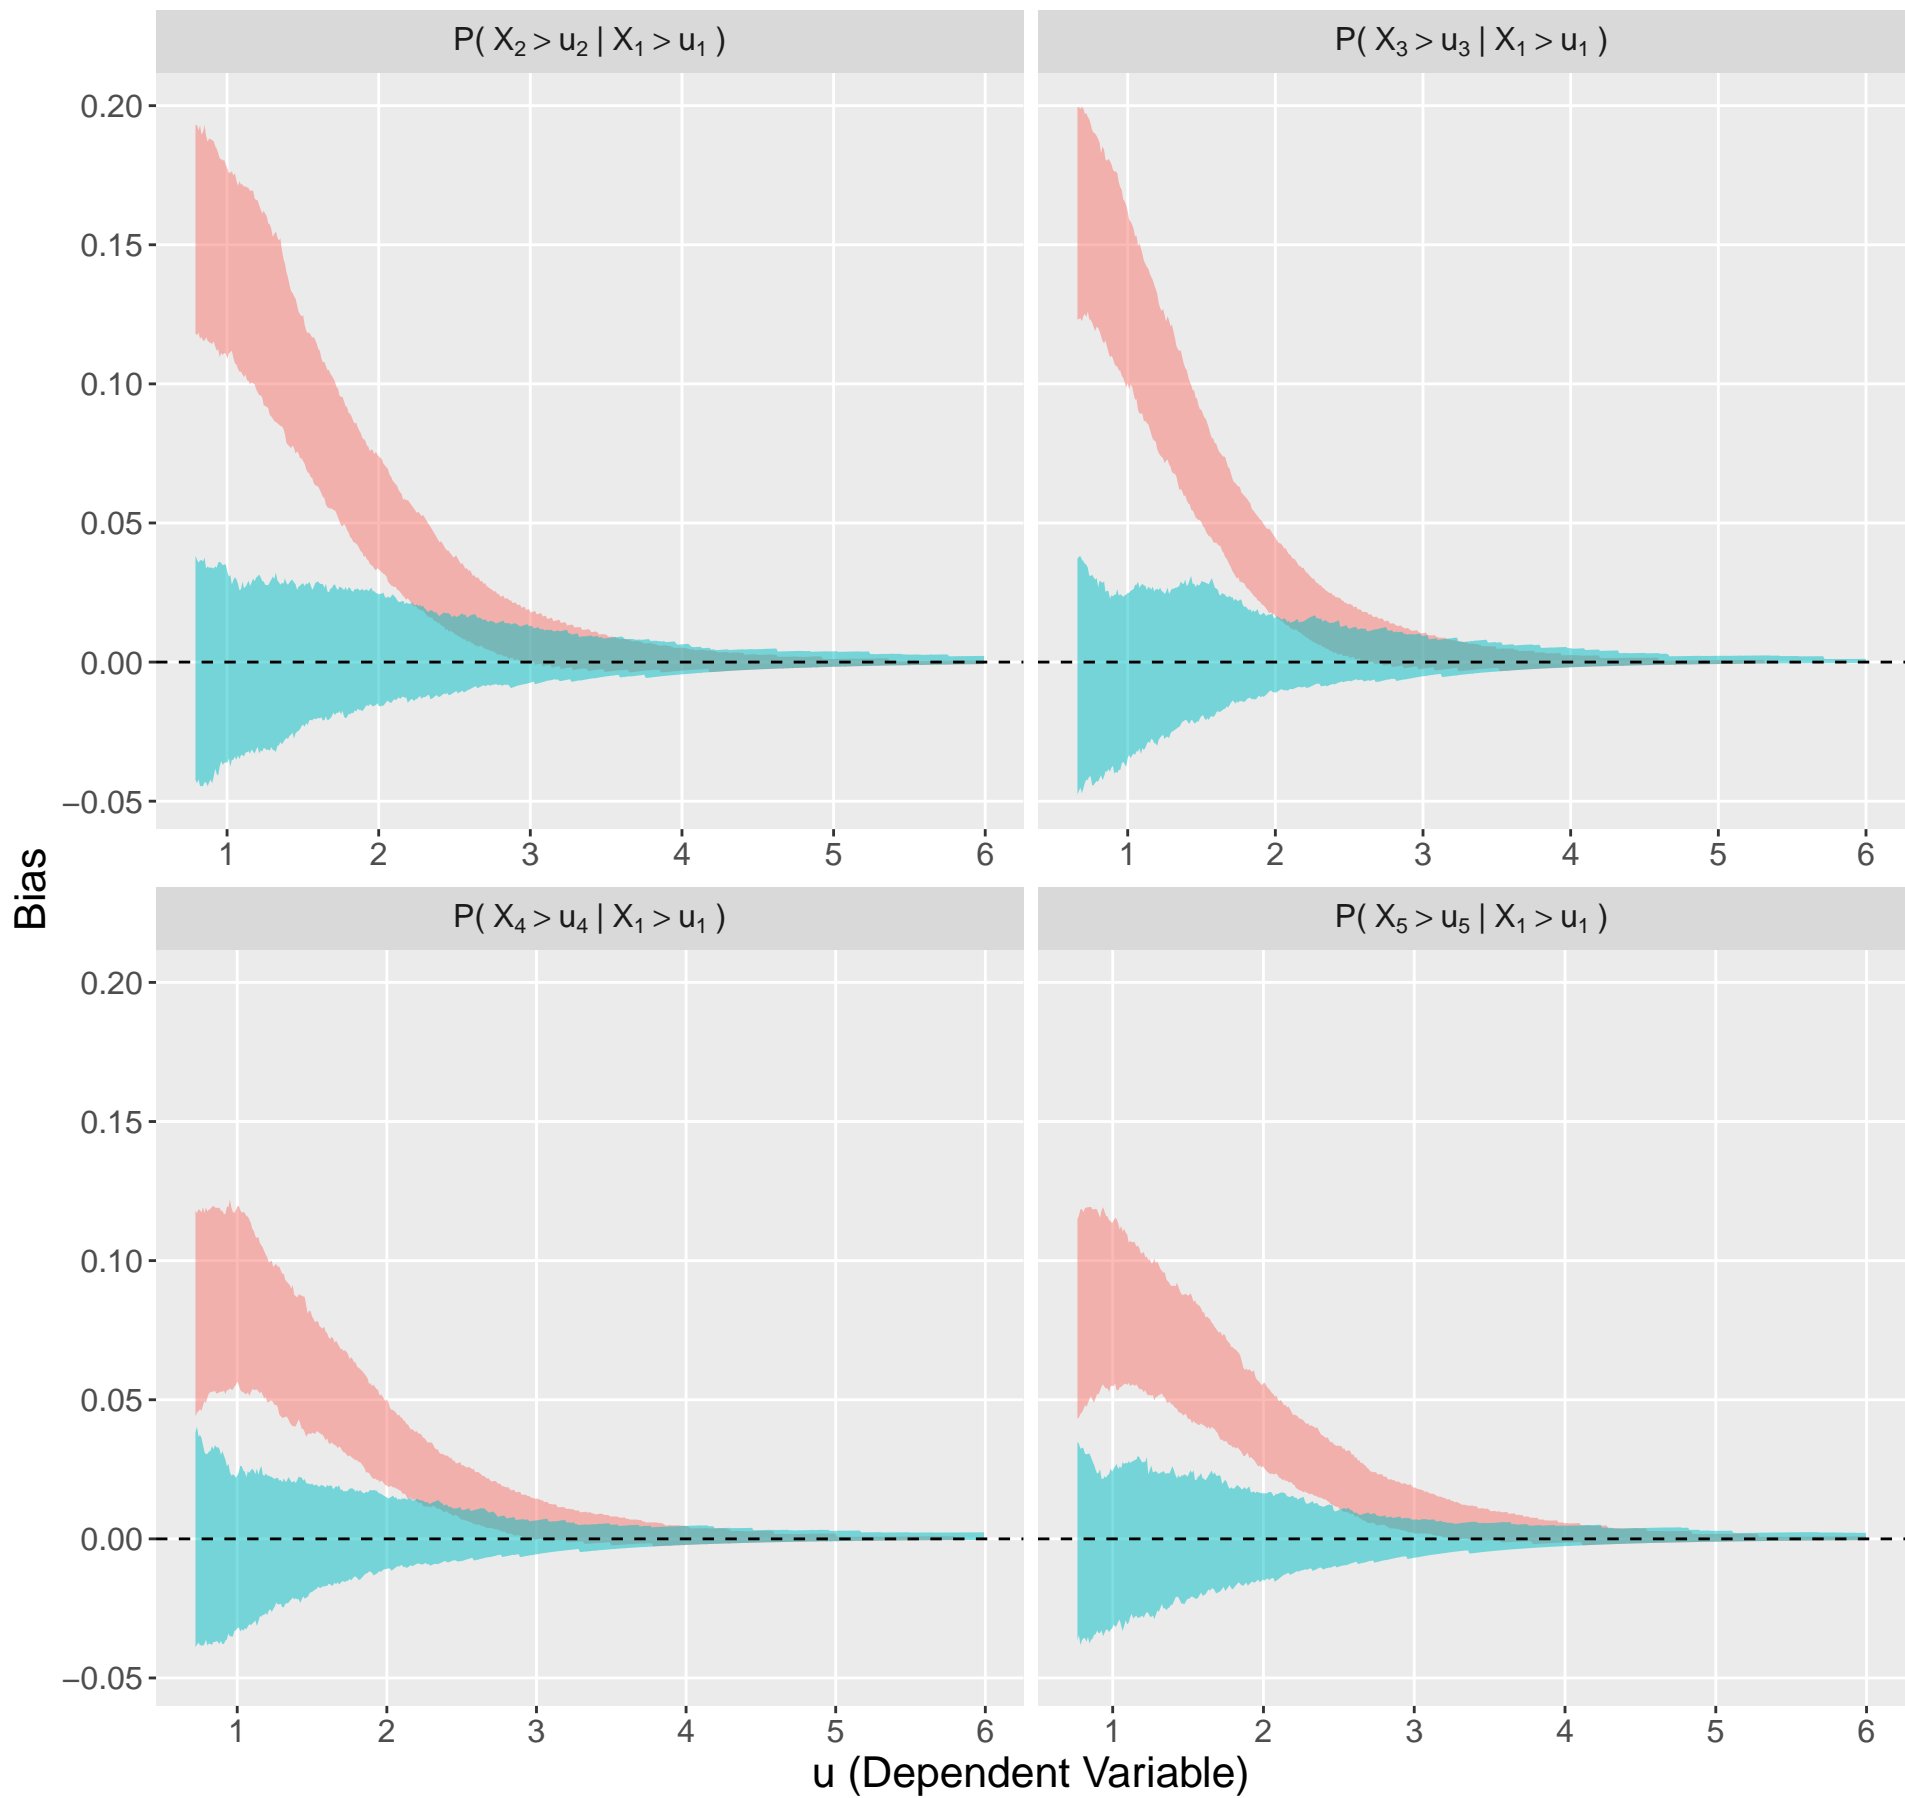 P( X₂ > u₂ | X₁ > u₁ )
P( X₃ > u₃ | X₁ > u₁ )
0.20
0.15
0.10
0.05
0.00
−0.05
1 2 3 4 5 6
1 2 3 4 5 6
Bias
P( X₄ > u₄ | X₁ > u₁ )
P( X₅ > u₅ | X₁ > u₁ )
0.20
0.15
0.10
0.05
0.00
−0.05
1 2 3 4 5 6
1 2 3 4 5 6
u (Dependent Variable)